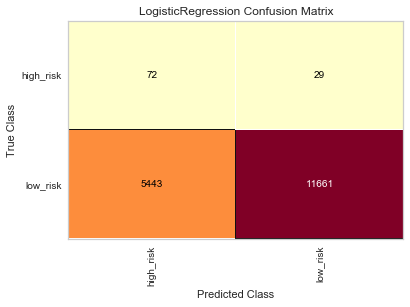 LogisticRegression Confusion Matrix
True Class
high_risk
72
29
low_risk
5443
11661
high_risk
low_risk
Predicted Class